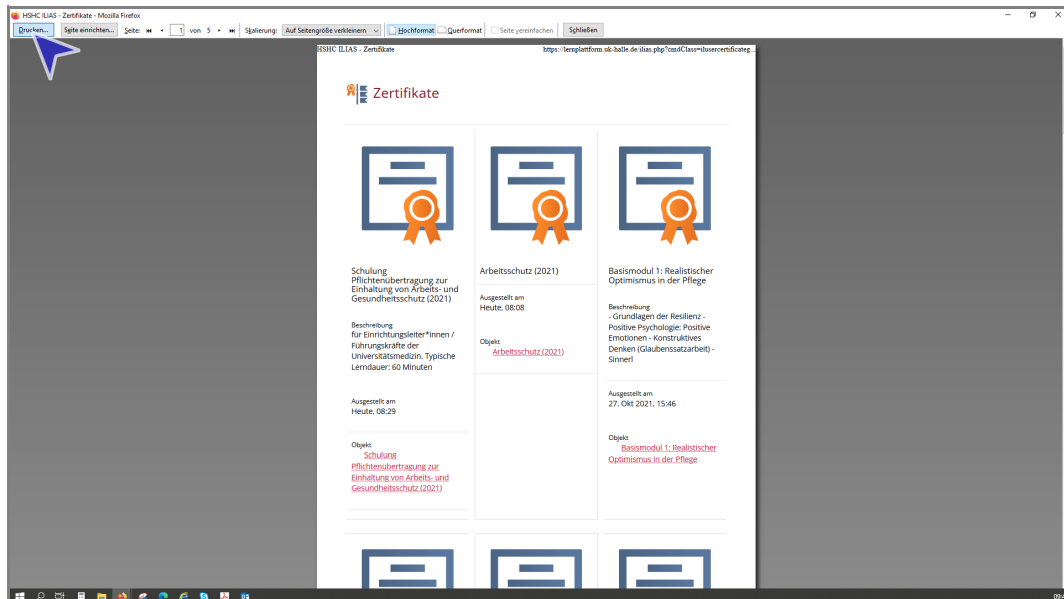 HSHC ILIAS - Zertifikate - Mozilla Firefox
Drucken... Seite einrichten... Seite: 1 von 5 Skalierung: Auf Seitengröße verkleinern Hochformat Querformat Seite vereinfachen Schließen
HSHC ILIAS - Zertifikate https://lernplattform.uk-halle.de/ilias.php?cmdClass=ilusercertificateg...
Zertifikate
Schulung
Pflichtenübertragung zur
Einhaltung von Arbeits- und
Gesundheitsschutz (2021)
Beschreibung
für Einrichtungsleiter*innen /
Führungskräfte der
Universitätsmedizin. Typische
Lerndauer: 60 Minuten
Ausgestellt am
Heute, 08:29
Objekt
Schulung
Pflichtenübertragung zur
Einhaltung von Arbeits- und
Gesundheitsschutz (2021)
Arbeitsschutz (2021)
Ausgestellt am
Heute, 08:08
Objekt
Arbeitsschutz (2021)
Basismodul 1: Realistischer
Optimismus in der Pflege
Beschreibung
- Grundlagen der Resilienz -
Positive Psychologie: Positive
Emotionen - Konstruktives
Denken (Glaubenssatzarbeit) -
Sinnerl
Ausgestellt am
27. Okt 2021, 15:46
Objekt
Basismodul 1: Realistischer
Optimismus in der Pflege